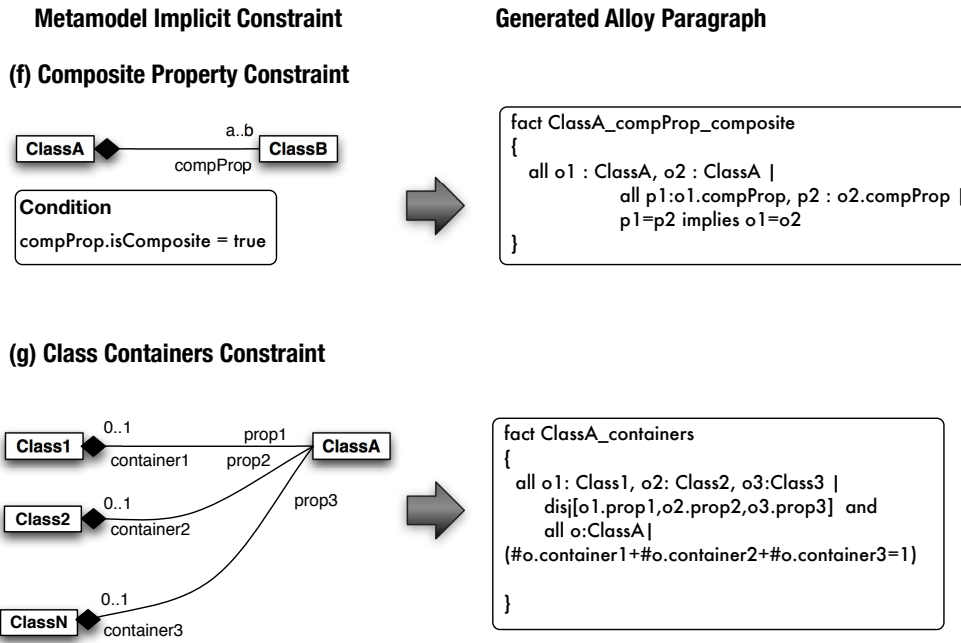 Metamodel Implicit Constraint
Generated Alloy Paragraph
(f) Composite Property Constraint
ClassA
a..b
compProp
ClassB
Condition
compProp.isComposite = true
fact ClassA_compProp_composite
{
all o1 : ClassA, o2 : ClassA |
all p1:o1.compProp, p2 : o2.compProp |
p1=p2 implies o1=o2
}
(g) Class Containers Constraint
Class1
0..1
container1
prop1
ClassA
prop2
prop3
Class2
0..1
container2
ClassN
0..1
container3
fact ClassA_containers
{
all o1: Class1, o2: Class2, o3:Class3 |
disj[o1.prop1,o2.prop2,o3.prop3] and
all o:ClassA|
(#o.container1+#o.container2+#o.container3=1)
}